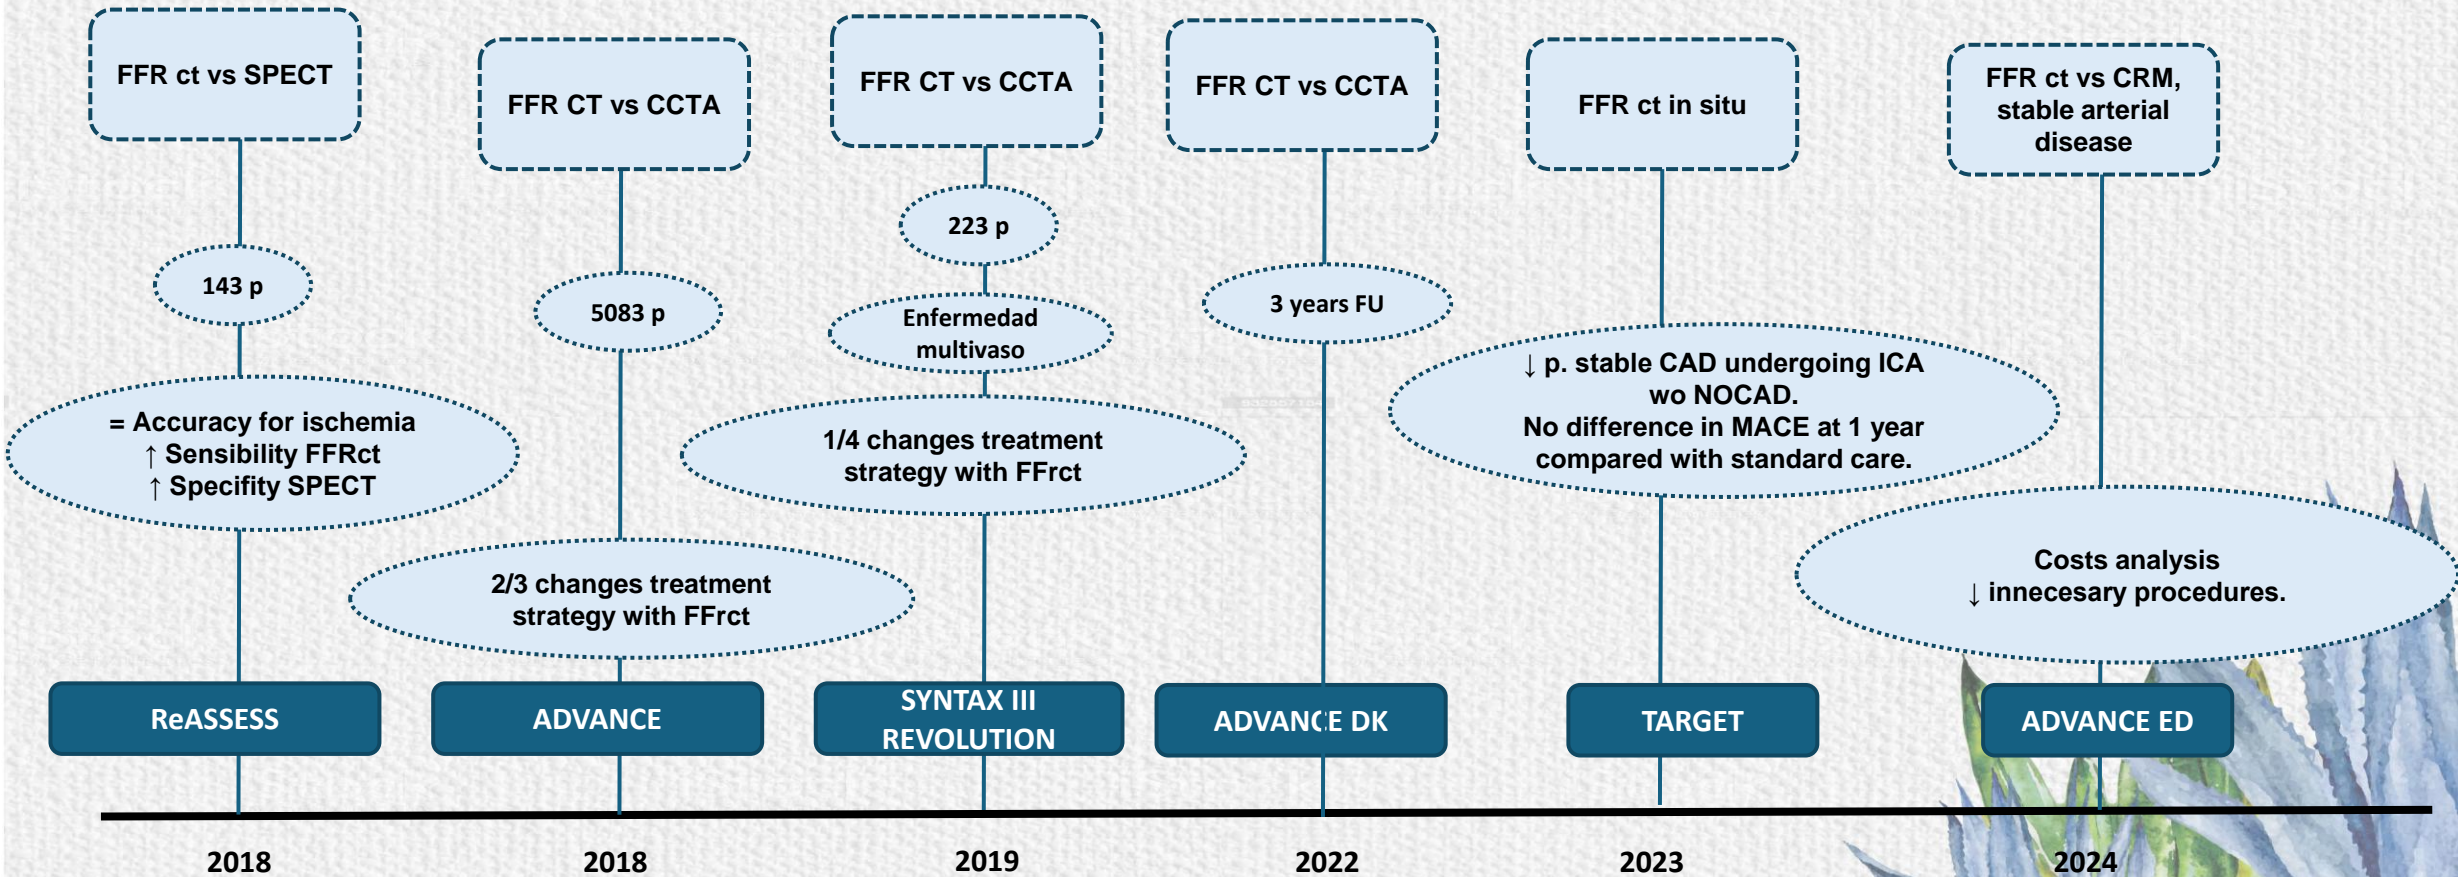 FFR ct vs SPECT
143 p
= Accuracy for ischemia
↑ Sensibility FFRct
↑ Specifity SPECT
ReASSESS
2018
FFR CT vs CCTA
5083 p
2/3 changes treatment
strategy with FFrct
ADVANCE
2018
FFR CT vs CCTA
223 p
Enfermedad
multivaso
1/4 changes treatment
strategy with FFrct
SYNTAX III
REVOLUTION
2019
FFR CT vs CCTA
3 years FU
ADVANCE DK
2022
FFR ct in situ
↓ p. stable CAD undergoing ICA
wo NOCAD.
No difference in MACE at 1 year
compared with standard care.
TARGET
2023
FFR ct vs CRM,
stable arterial
disease
Costs analysis
↓ innecesary procedures.
ADVANCE ED
2024